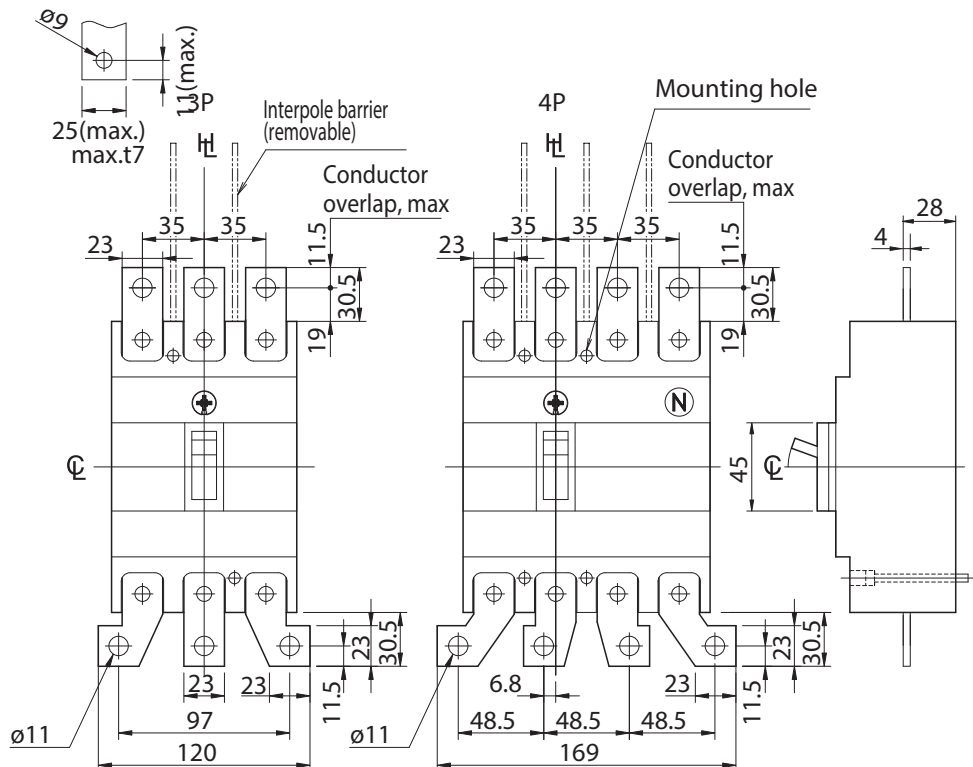 ø9
11(max.)
25(max.)
max.t7
3P
Interpole barrier
(removable)
Conductor
overlap, max
35
35
23
11.5
30.5
19
4P
Mounting hole
Conductor
overlap, max
35
35
35
23
11.5
30.5
19
28
4
N
45
23
30.5
11.5
23
23
ø11
97
120
23
30.5
11.5
6.8
23
48.5
48.5
48.5
ø11
169